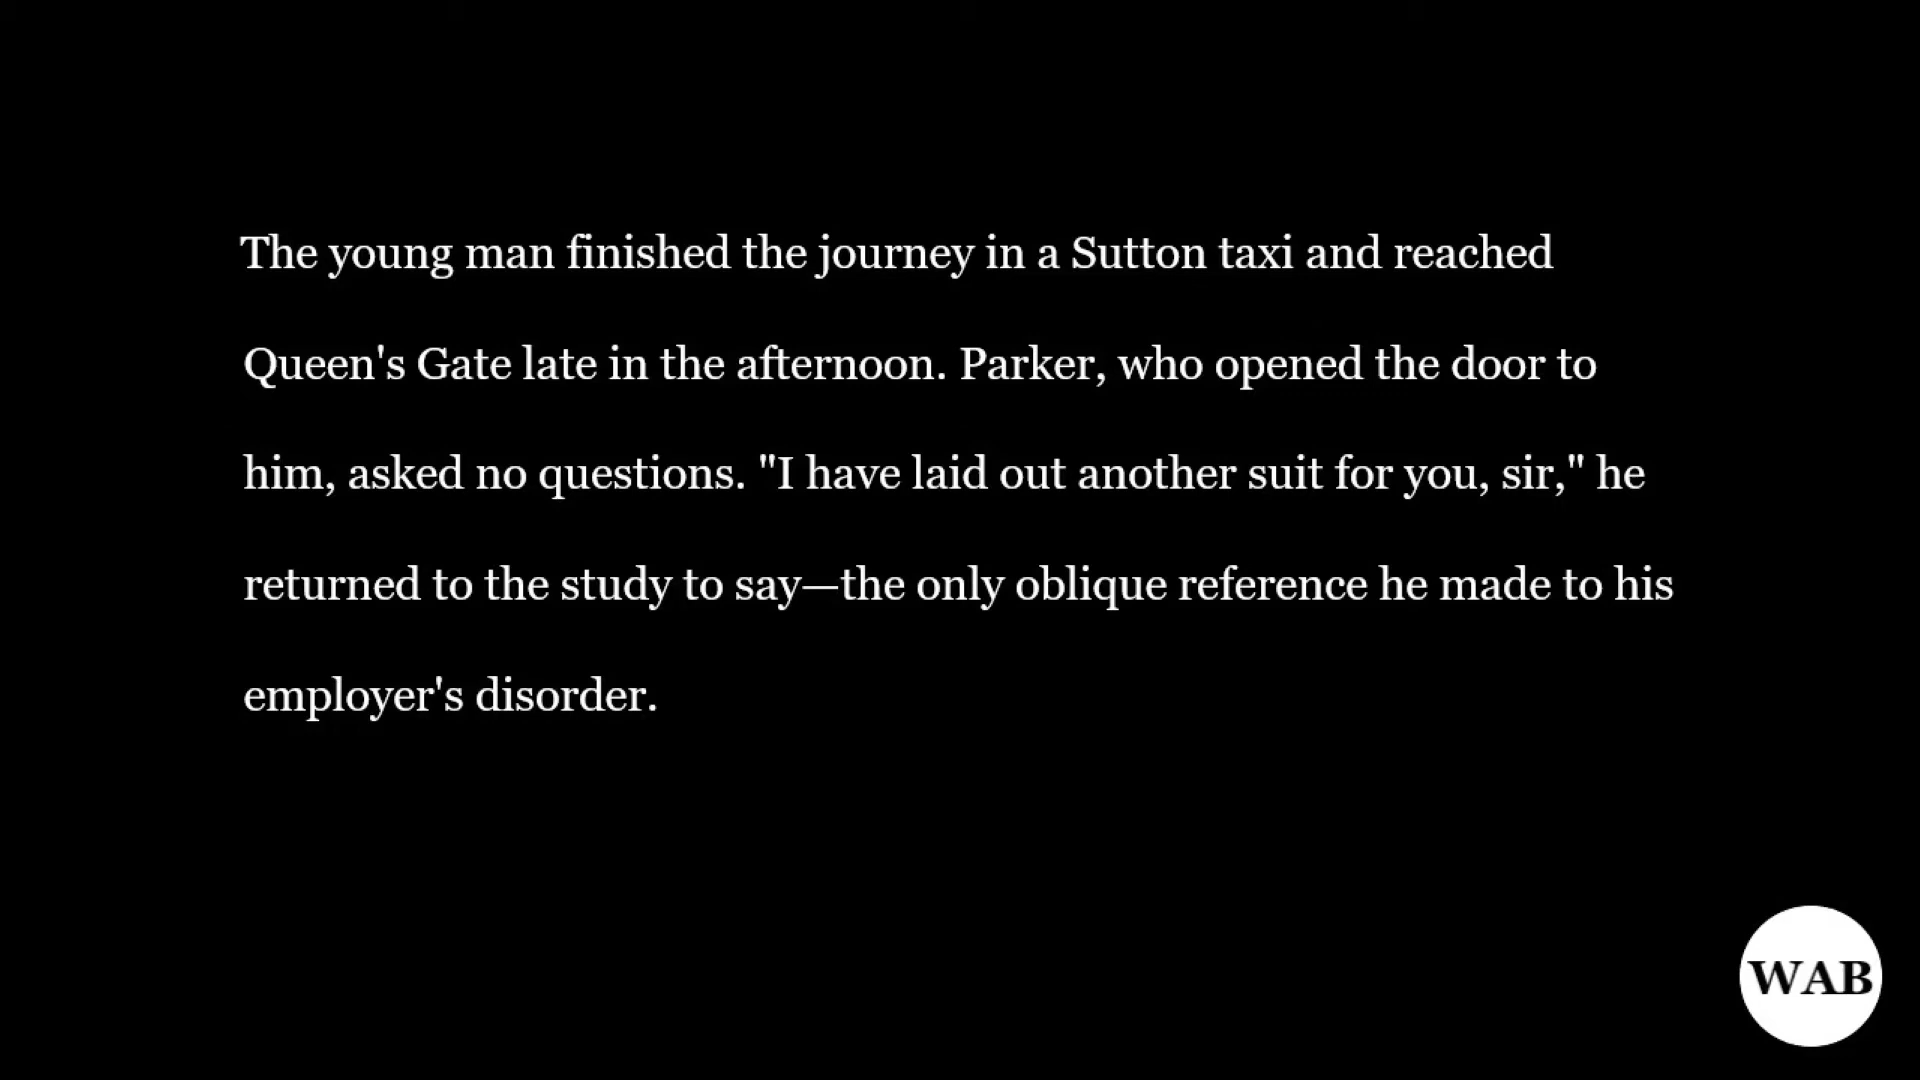 The young man finished the journey in a Sutton taxi and reached
Queen's Gate late in the afternoon. Parker, who opened the door to
him, asked no questions. "I have laid out another suit for you, sir," he
returned to the study to say—the only oblique reference he made to his
employer's disorder.
WAB